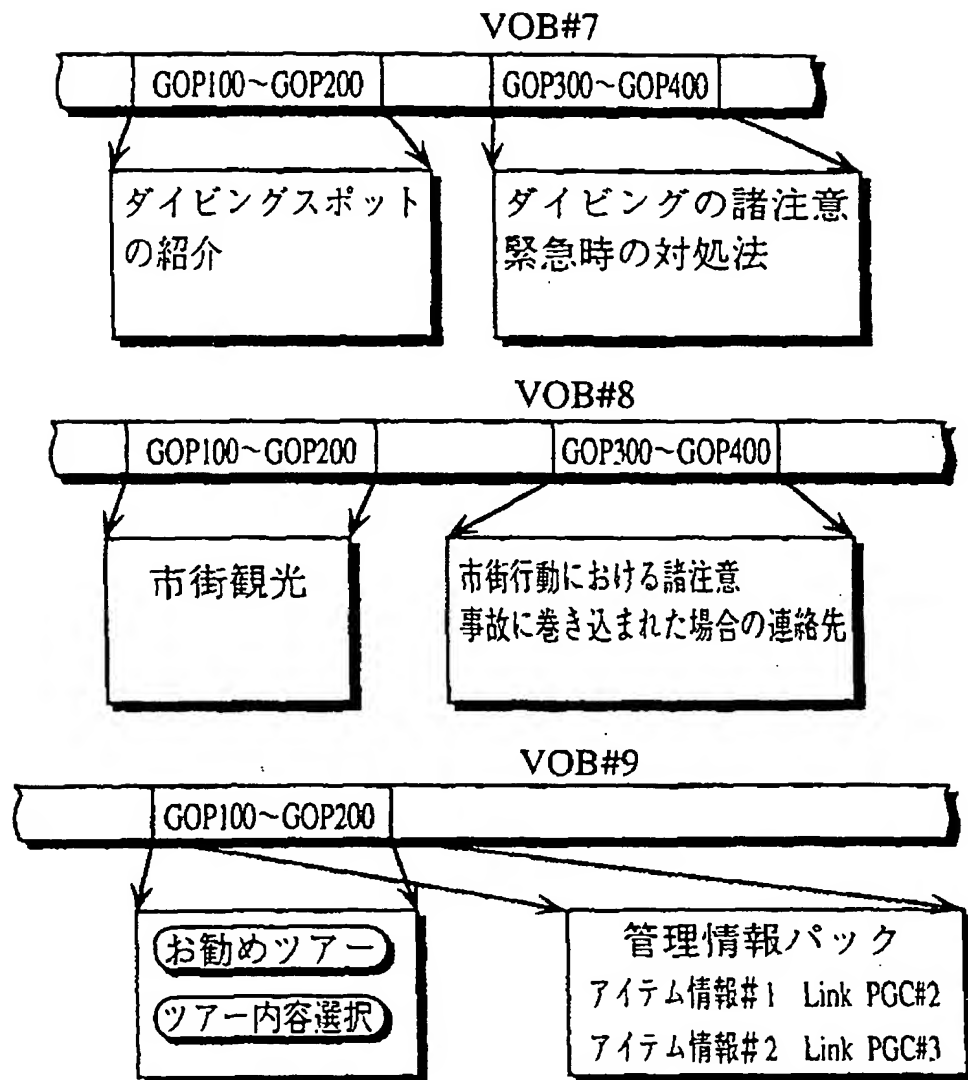 VOB#7
GOP100~GOP200 GOP300~GOP400
ダイビングスポット
の紹介
ダイビングの諸注意
緊急時の対処法
VOB#8
GOP100~GOP200 GOP300~GOP400
市街観光
市街行動における諸注意
事故に巻き込まれた場合の連絡先
VOB#9
GOP100~GOP200
お勧めツアー
ツアー内容選択
管理情報パック
アイテム情報#1 Link PGC#2
アイテム情報#2 Link PGC#3